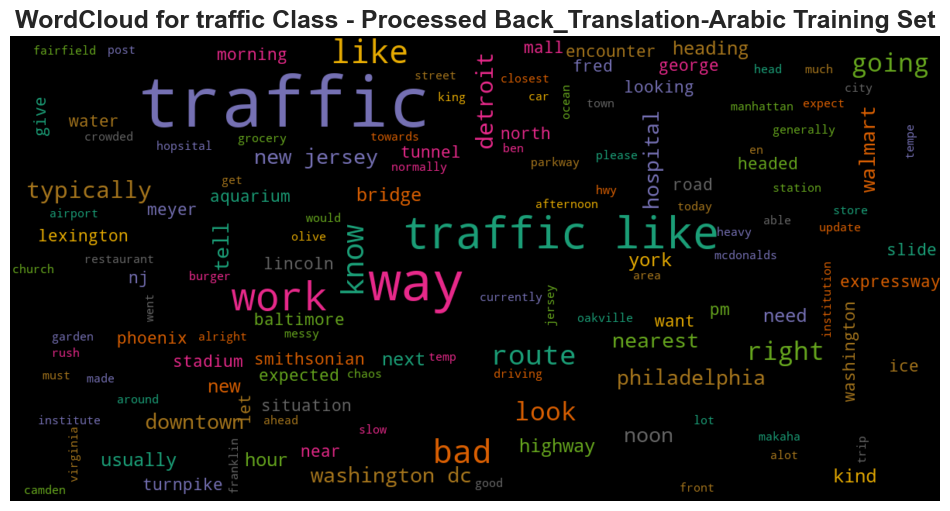 WordCloud for traffic Class - Processed Back_Translation-Arabic Training Set
fairfield
post
morning
like
mall
encounter
heading
fred
george
head
much
going
traffic
detroit
closest
looking
street
king
car
ocean
town
manhattan
expect
city
give
water
crowded
hopsital
grocery
towards
north
ben
generally
walmart
tempe
new jersey
tunnel
normally
parkway
please
hospital
en
headed
typically
get
aquarium
bridge
road
station
meyer
afternoon
hwy
today
store
airport
would
traffic like
able
update
heavy
lexington
tell
olive
know
york
mcdonalds
slide
restaurant
lincoln
way
area
church
nj
burger
expressway
work
currently
jersey
institution
went
baltimore
oakville
want
pm
need
washington
garden
phoenix
alright
messy
nearest
right
rush
stadium
smithsonian
next
temp
route
ice
must
made
new
expected
chaos
driving
philadelphia
around
let
situation
look
institute
downtown
ahead
lot
virginia
slow
bad
highway
noon
makaha
trip
usually
franklin
hour
near
alot
camden
turnpike
washington dc
good
front
kind